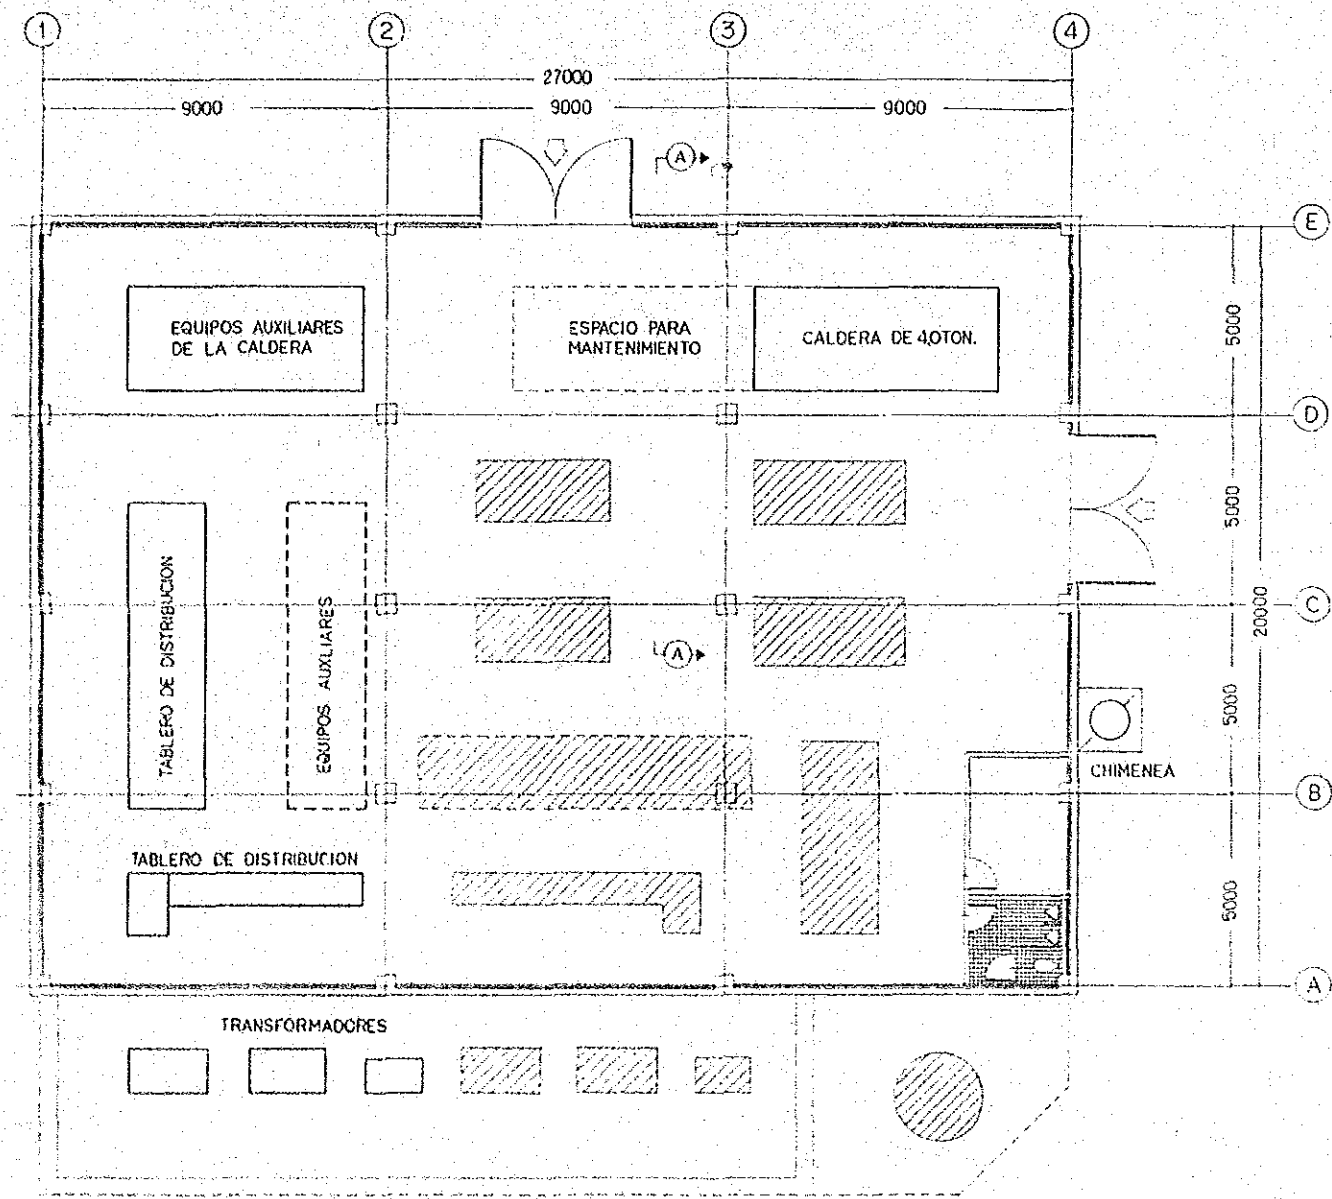 1 2 3 4
27000
9000 9000 9000
A
E
EQUIPOS AUXILIARES
DE LA CALDERA
ESPACIO PARA
MANTENIMIENTO
CALDERA DE 4,0TON.
5000
D
TABLERO DE DISTRIBUCION
EQUIPOS AUXILIARES
5000
C
20000
A
5000
CHIMENEA
B
TABLERO DE DISTRIBUCION
5000
A
TRANSFORMADORES